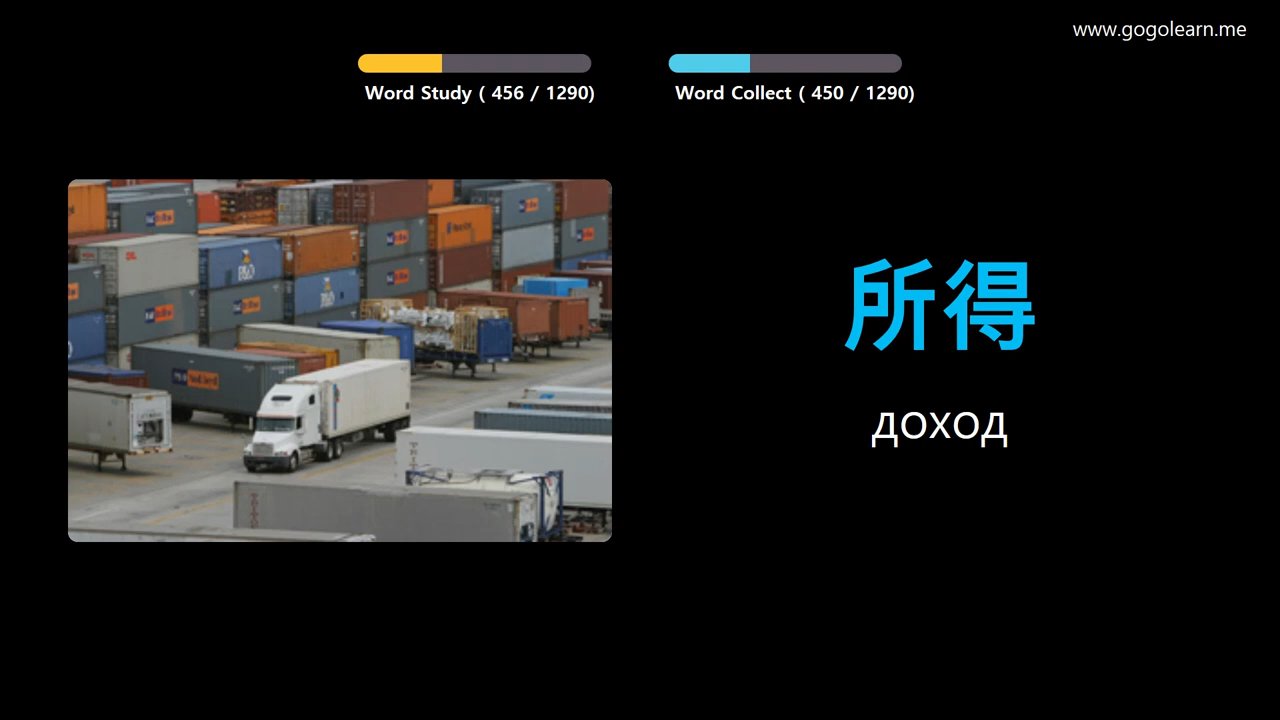 www.gogolearn.me
Word Study ( 456 / 1290)
Word Collect ( 450 / 1290)
P&O
所得
доход